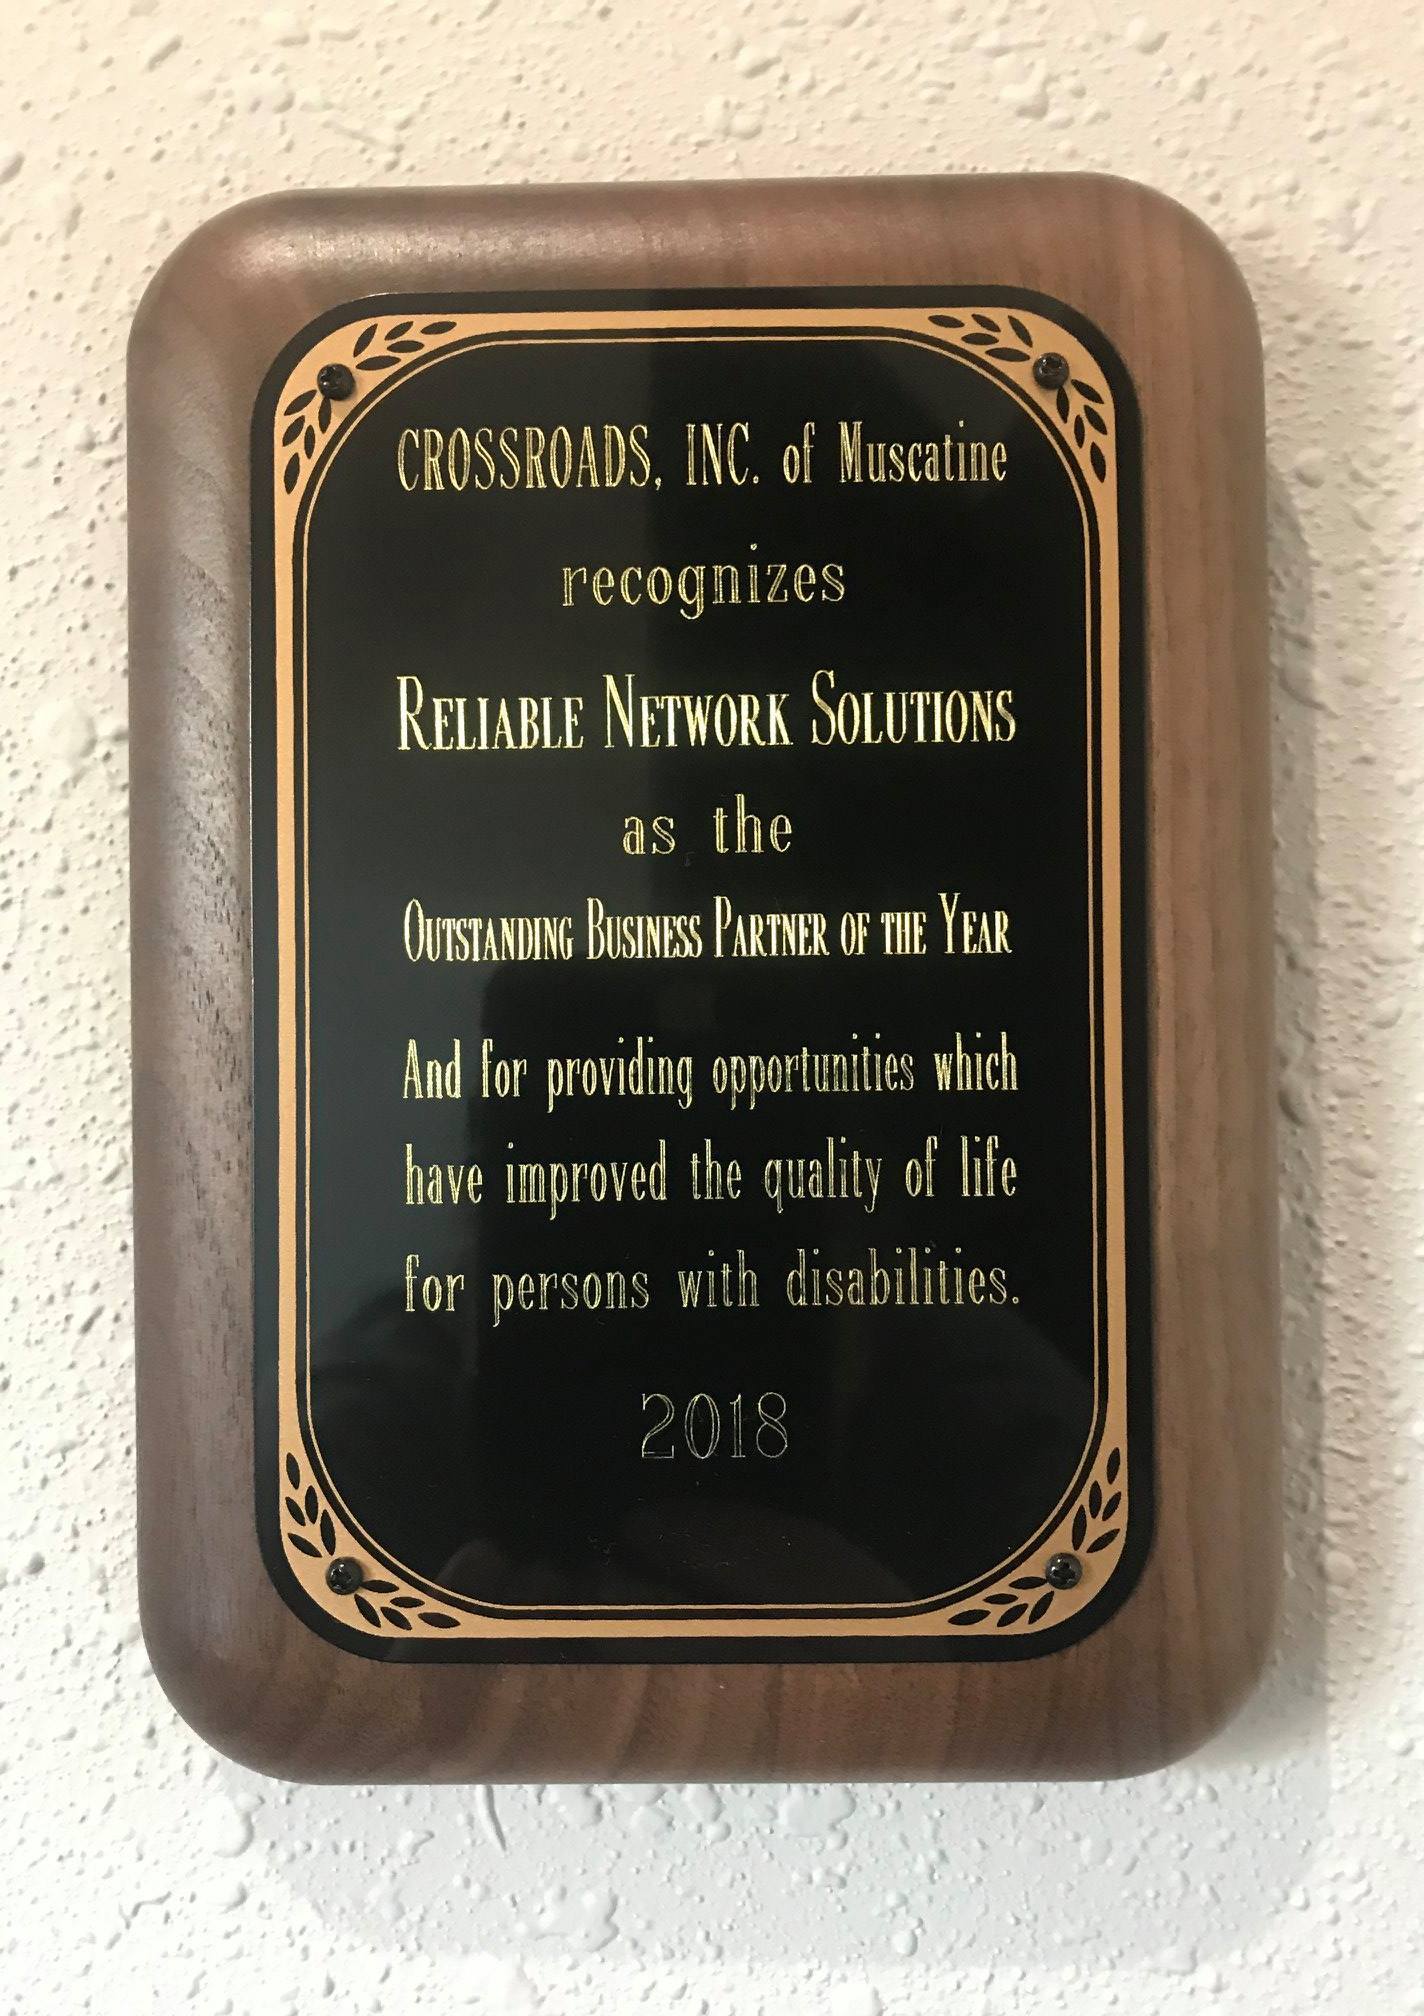 CROSSROADS, INC. of Muscatine
recognizes
RELIABLE NETWORK SOLUTIONS
as the
OUTSTANDING BUSINESS PARTNER OF THE YEAR
And for providing opportunities which
have improved the quality of life
for persons with disabilities.
2018